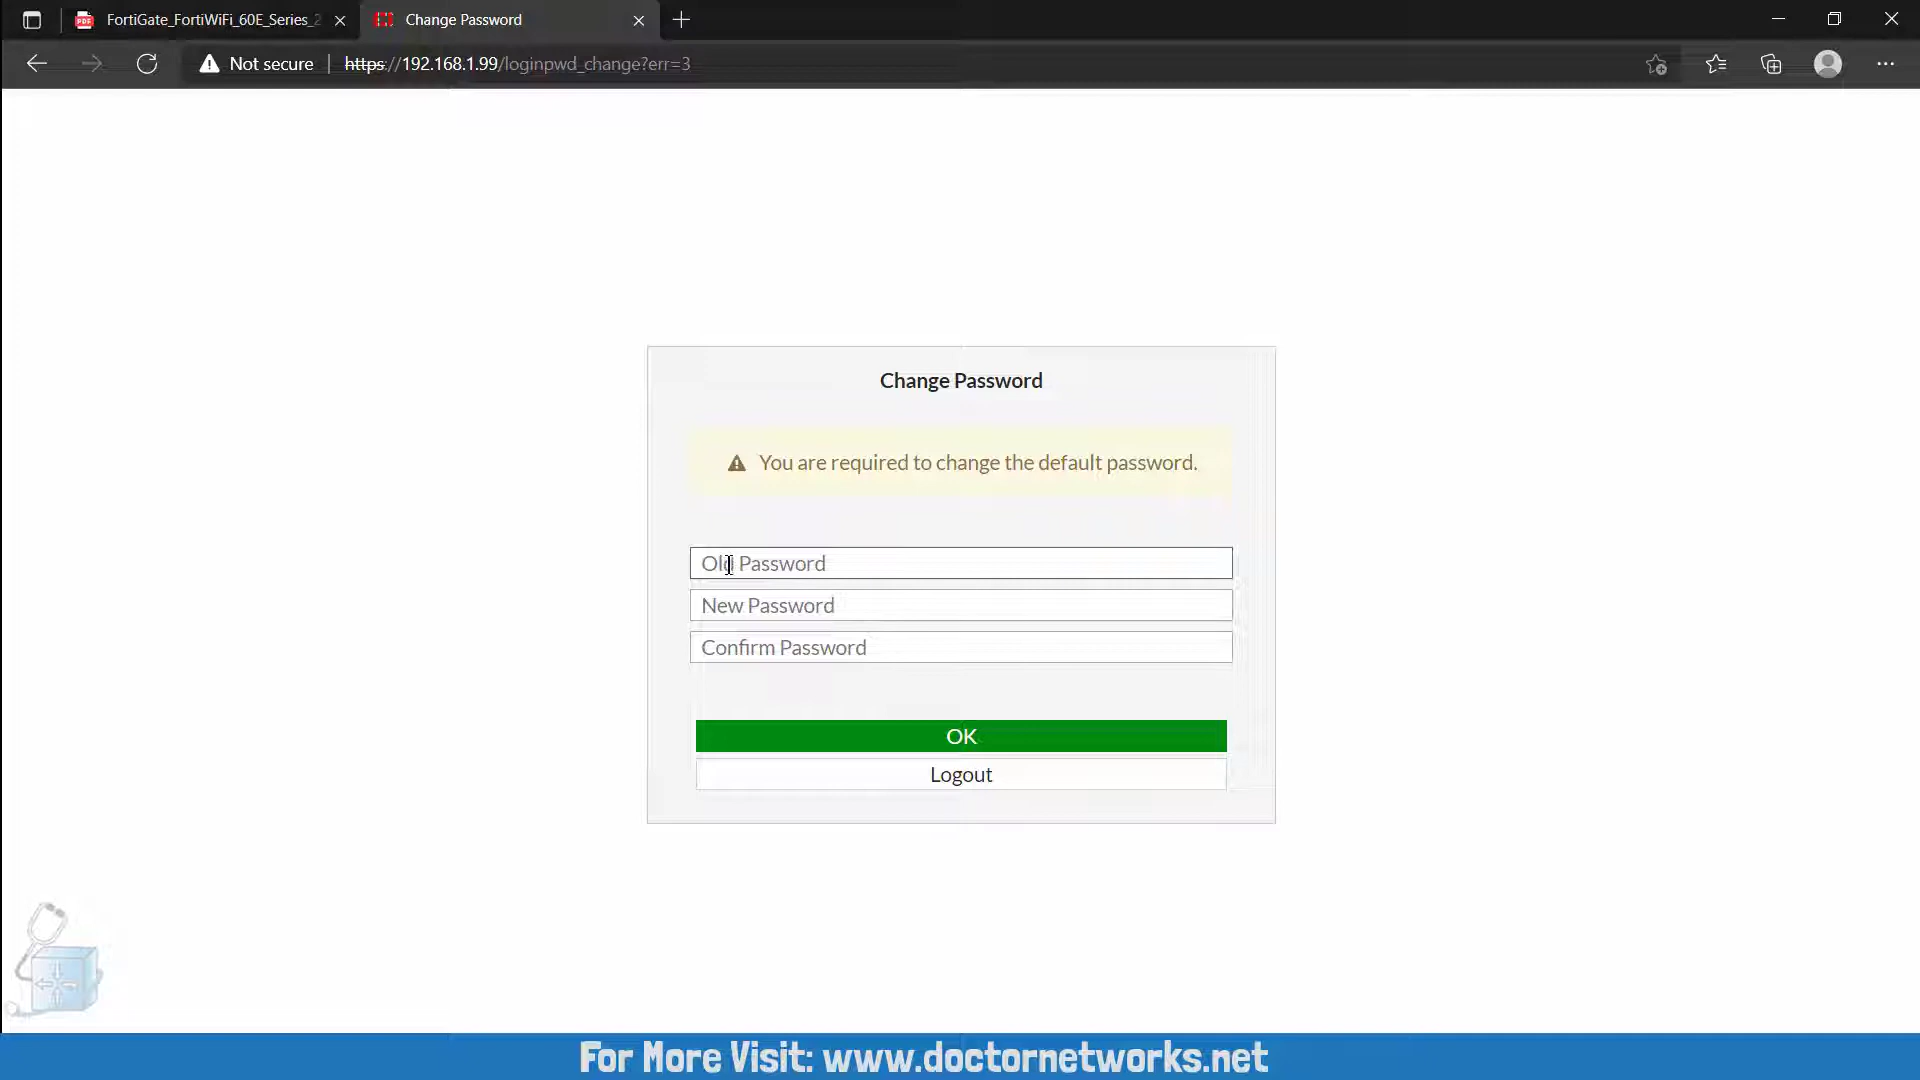 FortiGate_FortiWiFi_60E_Series_2
Change Password
Not secure
https://192.168.1.99/loginpwd_change?err=3
Change Password
You are required to change the default password.
Old Password
New Password
Confirm Password
OK
Logout
For More Visit: www.doctornetworks.net